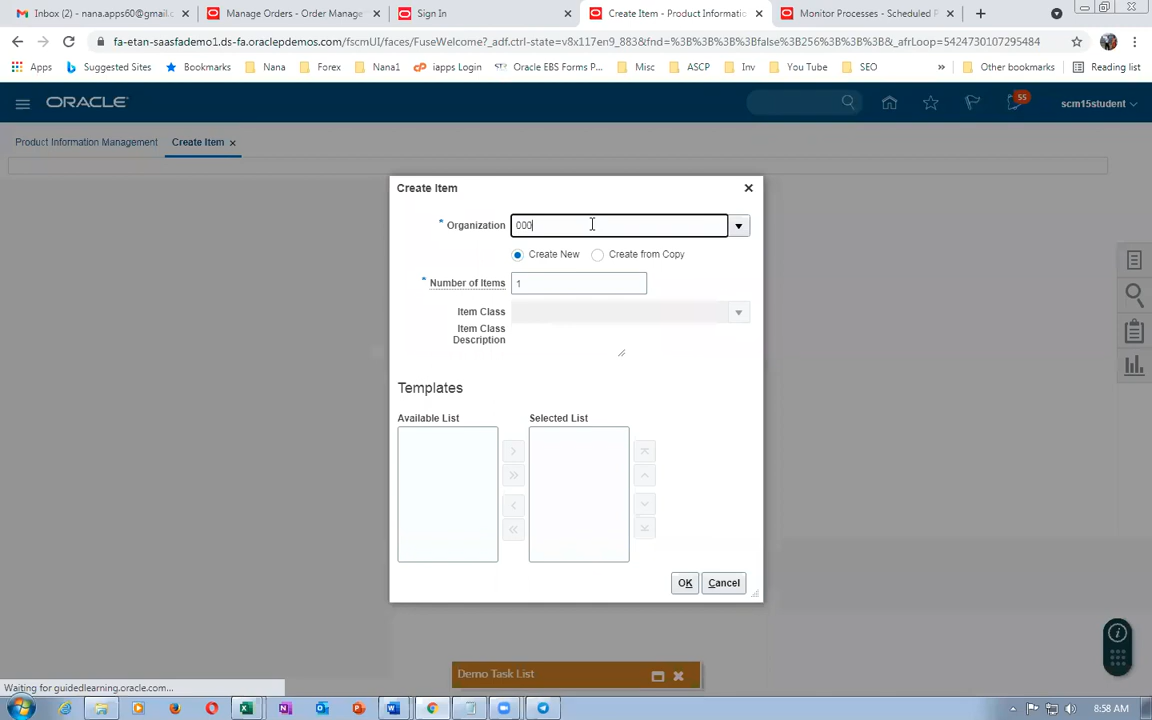 Inbox (2) - nana.apps60@gmail.c
Manage Orders - Order Manage
Sign In
Create Item - Product Informatio
Monitor Processes - Scheduled P
fa-etan-saasfademo1.ds-fa.oraclepdemos.com/fscmUI/faces/FuseWelcome?_adf.ctrl-state=v8x117en9_883&fnd=%3B%3B%3B%3Bfalse%3B256%3B%3B%3B&_afrLoop=5424730107295484
Apps
Suggested Sites
Bookmarks
Nana
Forex
Nana1
iapps Login
Oracle EBS Forms P...
Misc
ASCP
Inv
You Tube
SEO
»
Other bookmarks
Reading list
ORACLE
55
scm15student
Product Information Management
Create Item
Create Item
* Organization
000
Create New
Create from Copy
* Number of Items
1
Item Class
Item Class
Description
Templates
Available List
Selected List
OK
Cancel
Demo Task List
Waiting for guidedlearning.oracle.com...
8:58 AM